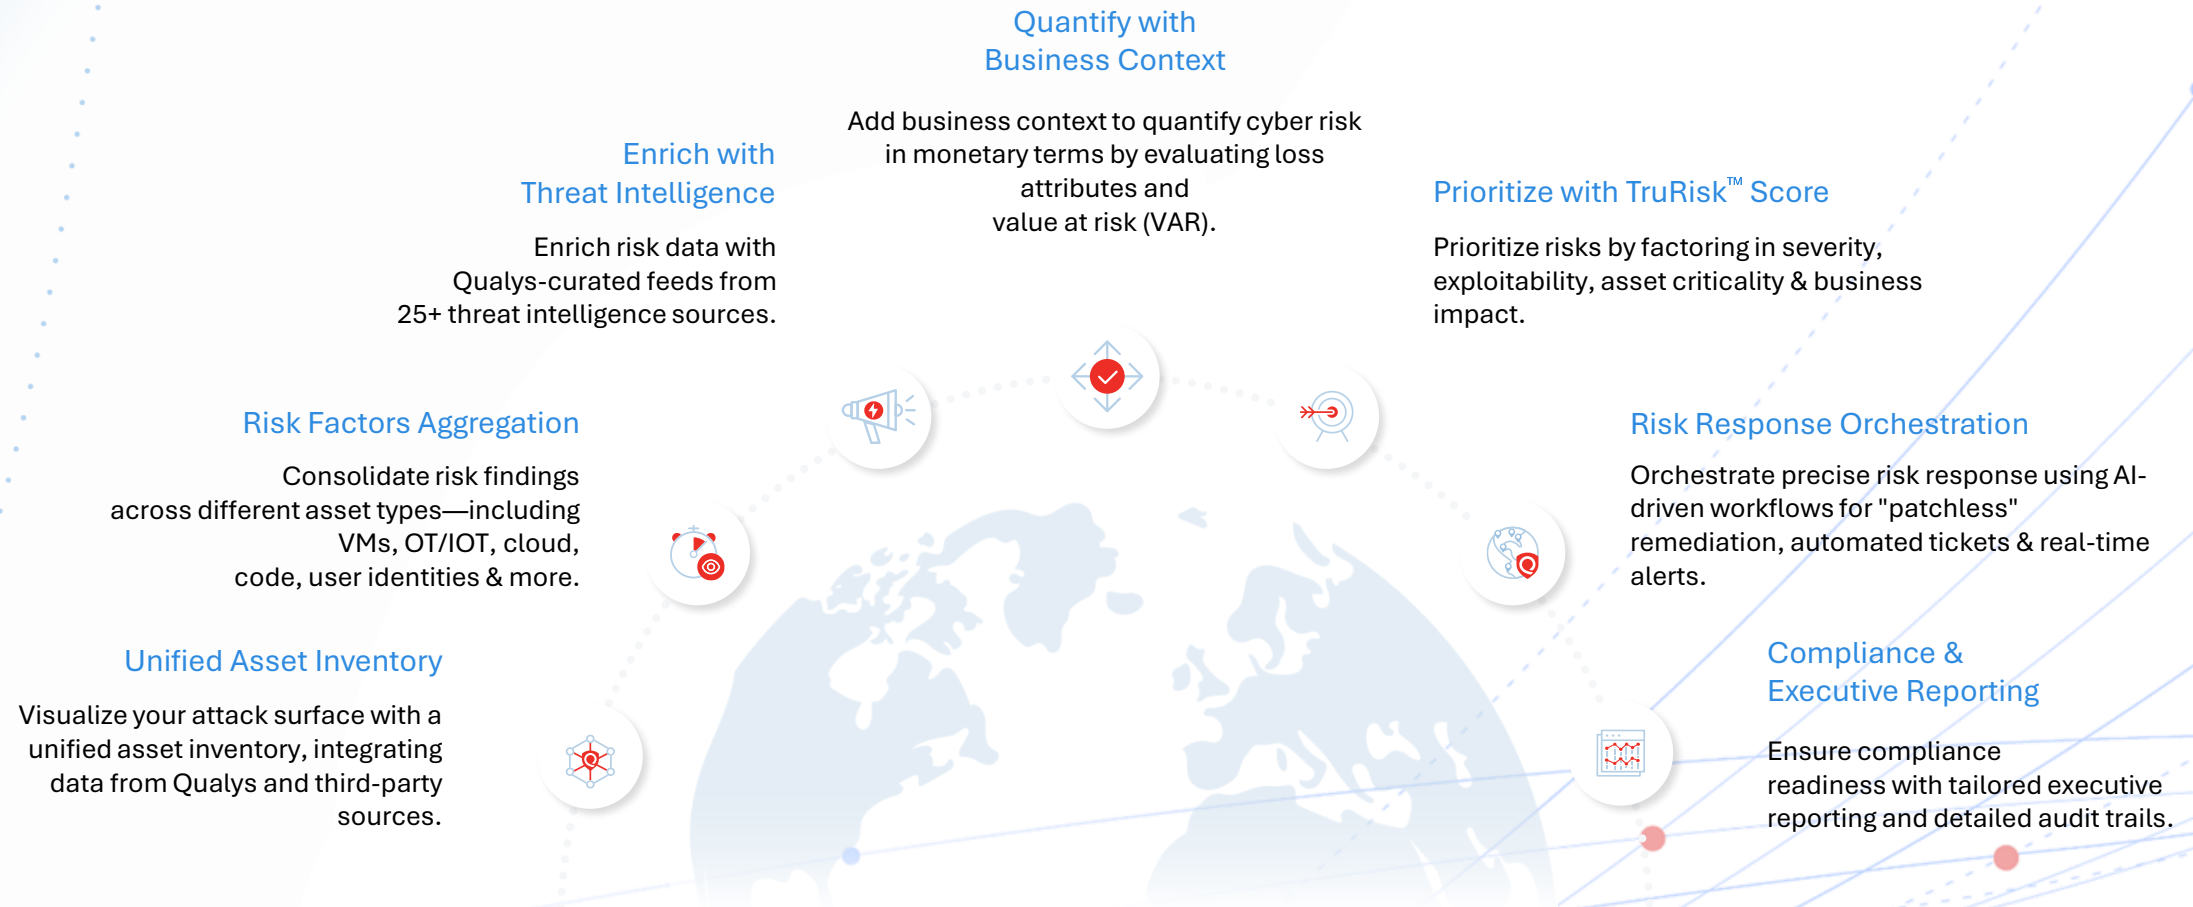 Quantify with
Business Context
Add business context to quantify cyber risk
in monetary terms by evaluating loss
attributes and
value at risk (VAR).
Enrich with
Threat Intelligence
Enrich risk data with
Qualys-curated feeds from
25+ threat intelligence sources.
Prioritize with TruRisk™ Score
Prioritize risks by factoring in severity,
exploitability, asset criticality & business
impact.
Risk Factors Aggregation
Consolidate risk findings
across different asset types—including
VMs, OT/IOT, cloud,
code, user identities & more.
Risk Response Orchestration
Orchestrate precise risk response using AI-
driven workflows for "patchless"
remediation, automated tickets & real-time
alerts.
Unified Asset Inventory
Visualize your attack surface with a
unified asset inventory, integrating
data from Qualys and third-party
sources.
Compliance &
Executive Reporting
Ensure compliance
readiness with tailored executive
reporting and detailed audit trails.